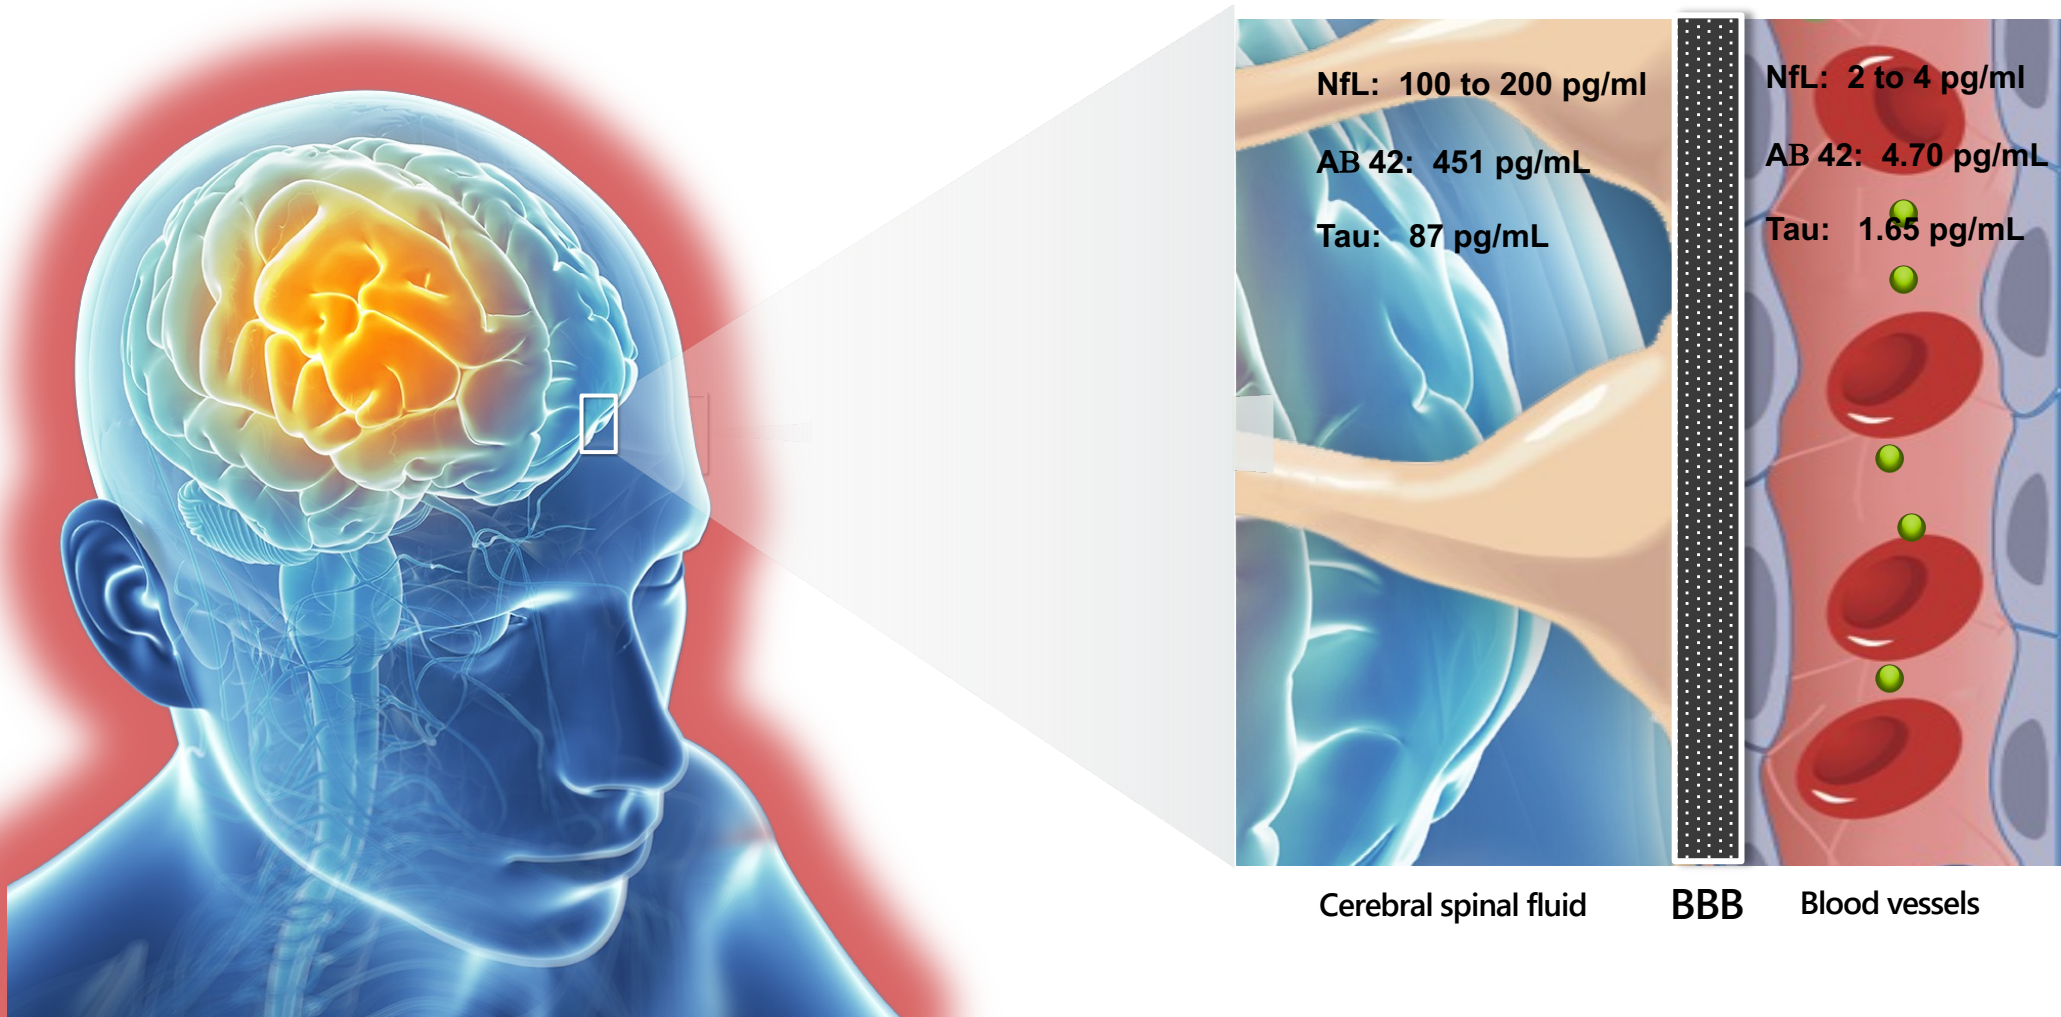 NfL: 100 to 200 pg/ml
AB 42: 451 pg/mL
Tau: 87 pg/mL
NfL: 2 to 4 pg/ml
AB 42: 4.70 pg/mL
Tau: 1.65 pg/mL
Cerebral spinal fluid
BBB
Blood vessels